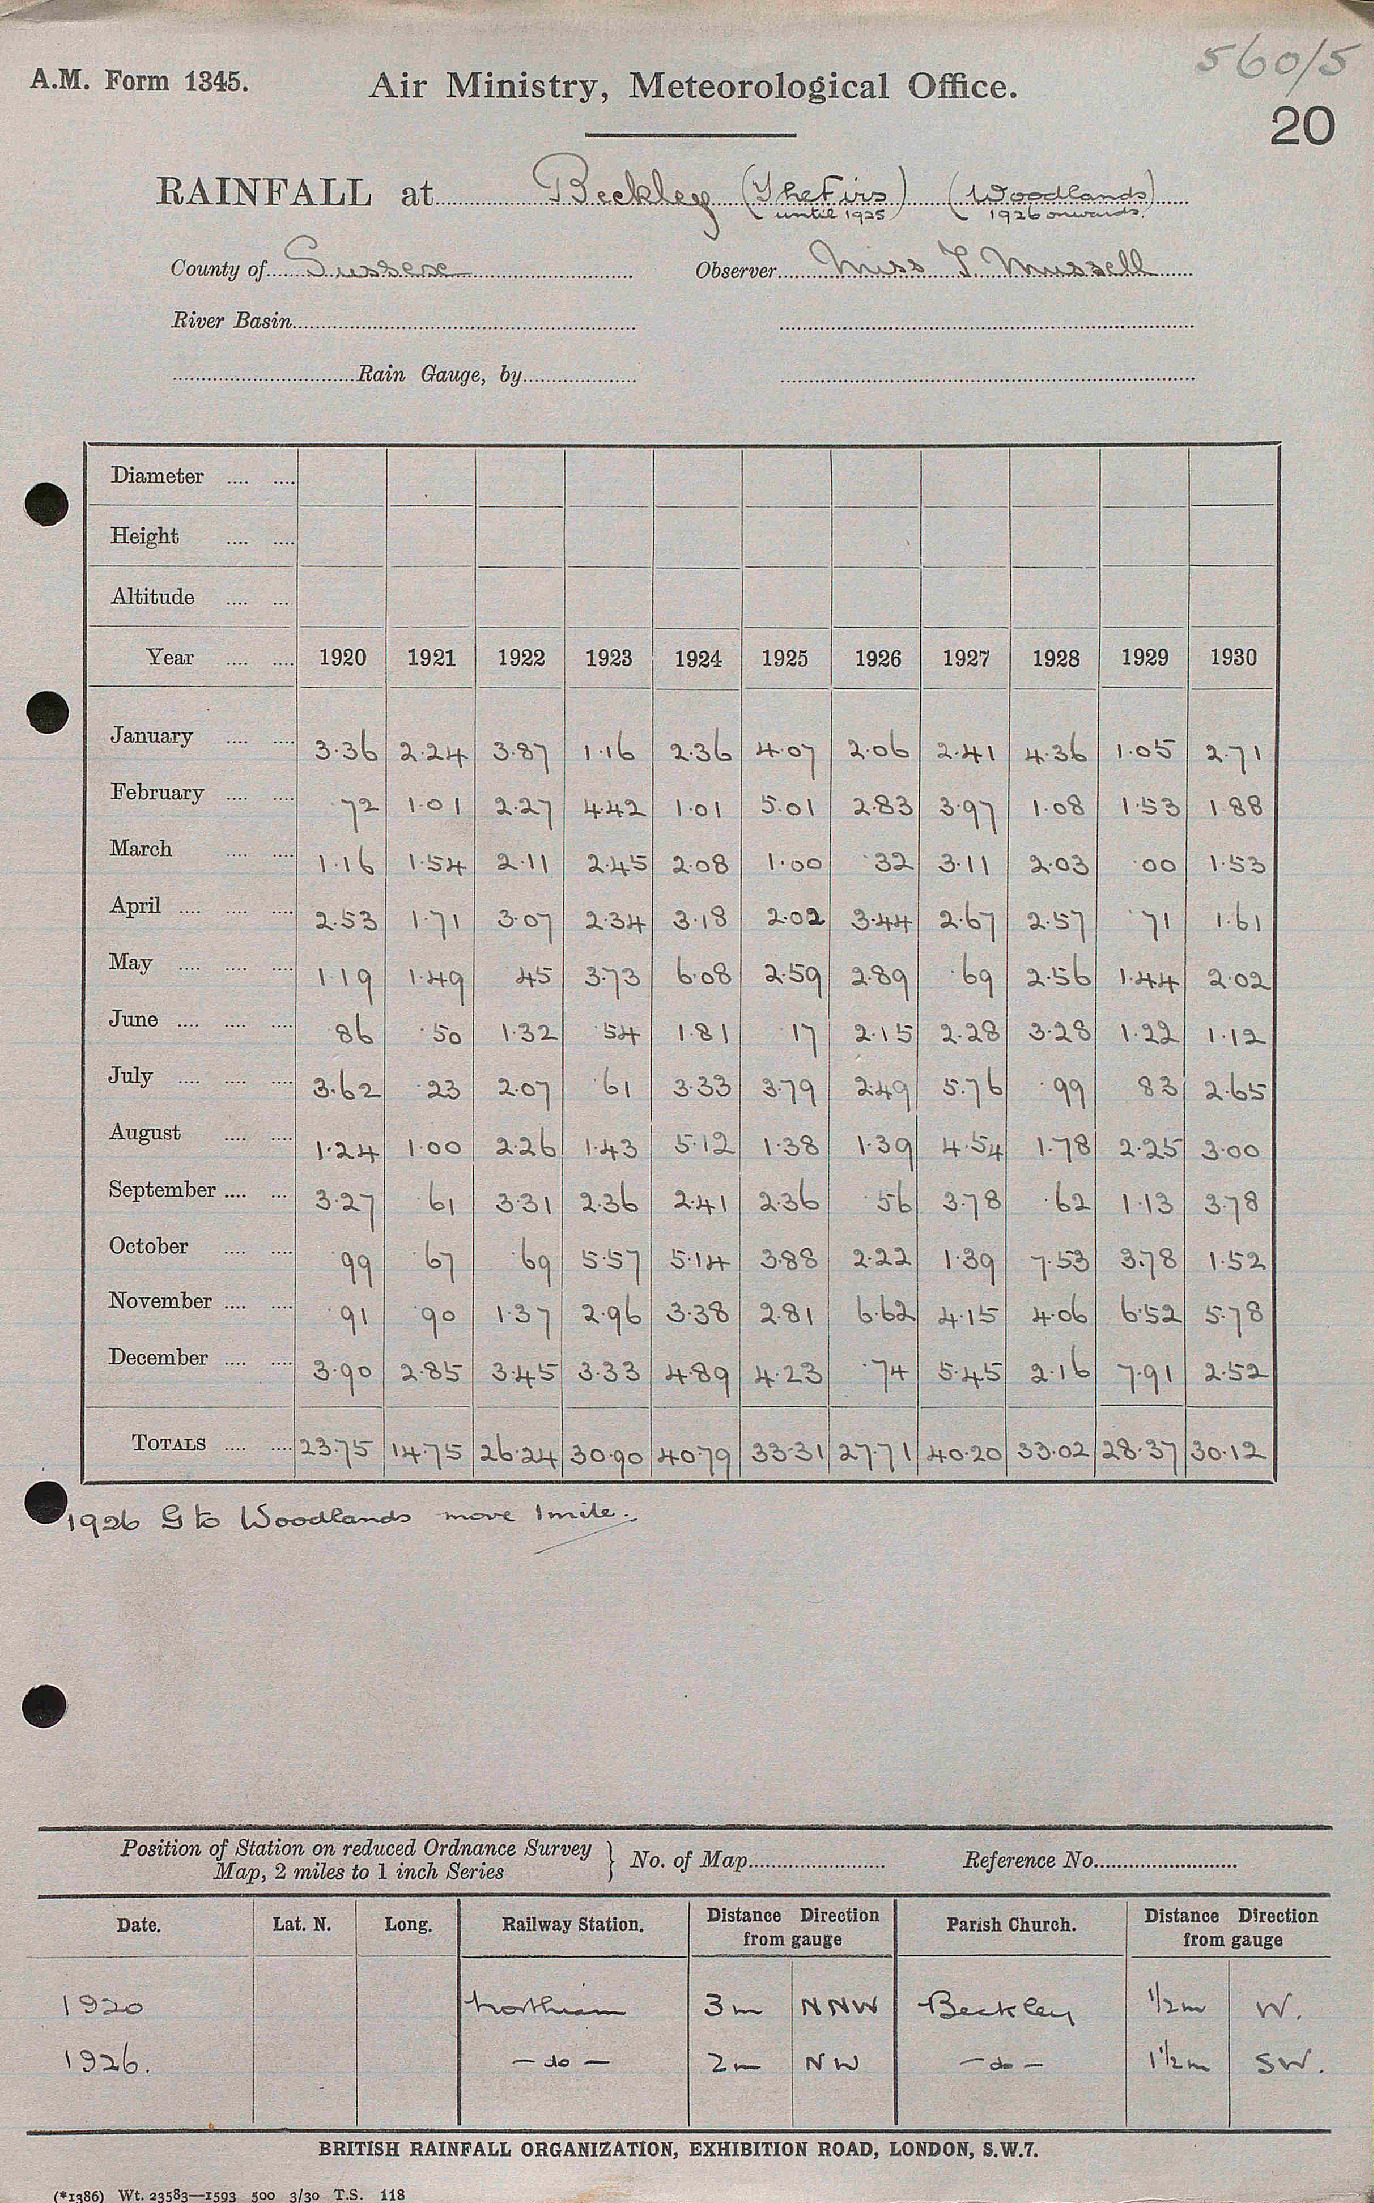 560/5
A.M. Form 1345. Air Ministry, Meteorological Office.
20
RAINFALL at Beckley (The Firs) (Woodlands)
until 1925 1926 onwards.
County of Sussex Observer Miss T. Mussell
River Basin
Rain Gauge, by
Diameter
Height
Altitude
Year 1920 1921 1922 1923 1924 1925 1926 1927 1928 1929 1930
January 3.36 2.24 3.87 1.16 2.36 4.07 2.06 2.41 4.36 1.05 2.71
February .72 1.01 2.27 4.42 1.01 5.01 2.83 3.97 1.08 1.53 1.88
March 1.16 1.54 2.11 2.45 2.08 1.00 .32 3.11 2.03 .00 1.53
April 2.53 1.71 3.07 2.34 3.18 2.02 3.44 2.67 2.57 .71 1.61
May 1.19 1.49 .45 3.73 6.08 2.59 2.89 .69 2.56 1.44 2.02
June .86 .50 1.32 .54 1.81 .17 2.15 2.28 3.28 1.22 1.12
July 3.62 .23 2.07 .61 3.33 3.79 2.49 5.76 .99 .83 2.65
August 1.24 1.00 2.26 1.43 5.12 1.38 1.39 4.54 1.78 2.25 3.00
September 3.27 .61 3.31 2.36 2.41 2.36 .56 3.78 .62 1.13 3.78
October .99 .67 .69 5.57 5.14 3.88 2.22 1.39 7.53 3.78 1.52
November .91 .90 1.37 2.96 3.38 2.81 6.62 4.15 4.06 6.52 5.78
December 3.90 2.85 3.45 3.33 4.89 4.23 .74 5.45 2.16 7.91 2.52
TOTALS 23.75 14.75 26.24 30.90 40.79 33.31 27.71 40.20 33.02 28.37 30.12
1926 G to Woodlands move 1 mile.
Position of Station on reduced Ordnance Survey
Map, 2 miles to 1 inch Series } No. of Map Reference No.
Date. Lat. N. Long. Railway Station. Distance Direction from gauge Parish Church. Distance Direction from gauge
1920 Northiam 3m NNW Beckley 1/2m W.
1926. - do - 2m NW - do - 1 1/2m SW.
BRITISH RAINFALL ORGANIZATION, EXHIBITION ROAD, LONDON, S.W.7.
(*1386) Wt. 23583—1593 500 3/30 T.S. 118